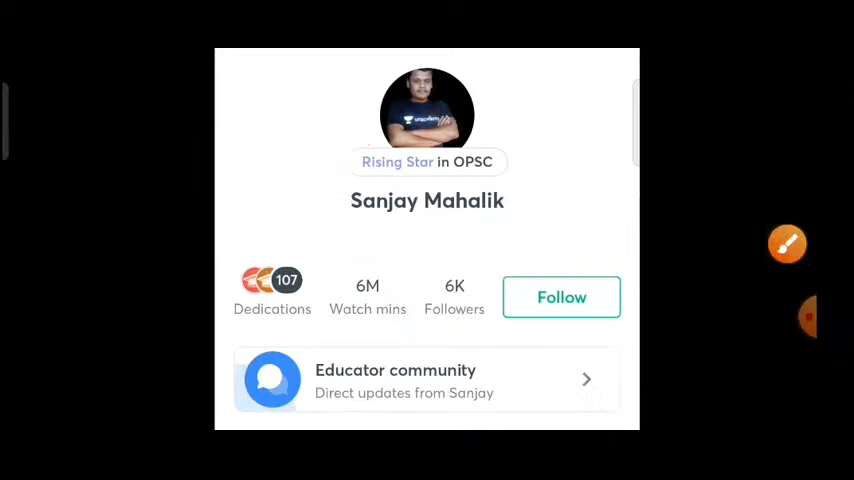 Rising Star in OPSC
Sanjay Mahalik
107
Dedications
6M
Watch mins
6K
Followers
Follow
Educator community
Direct updates from Sanjay